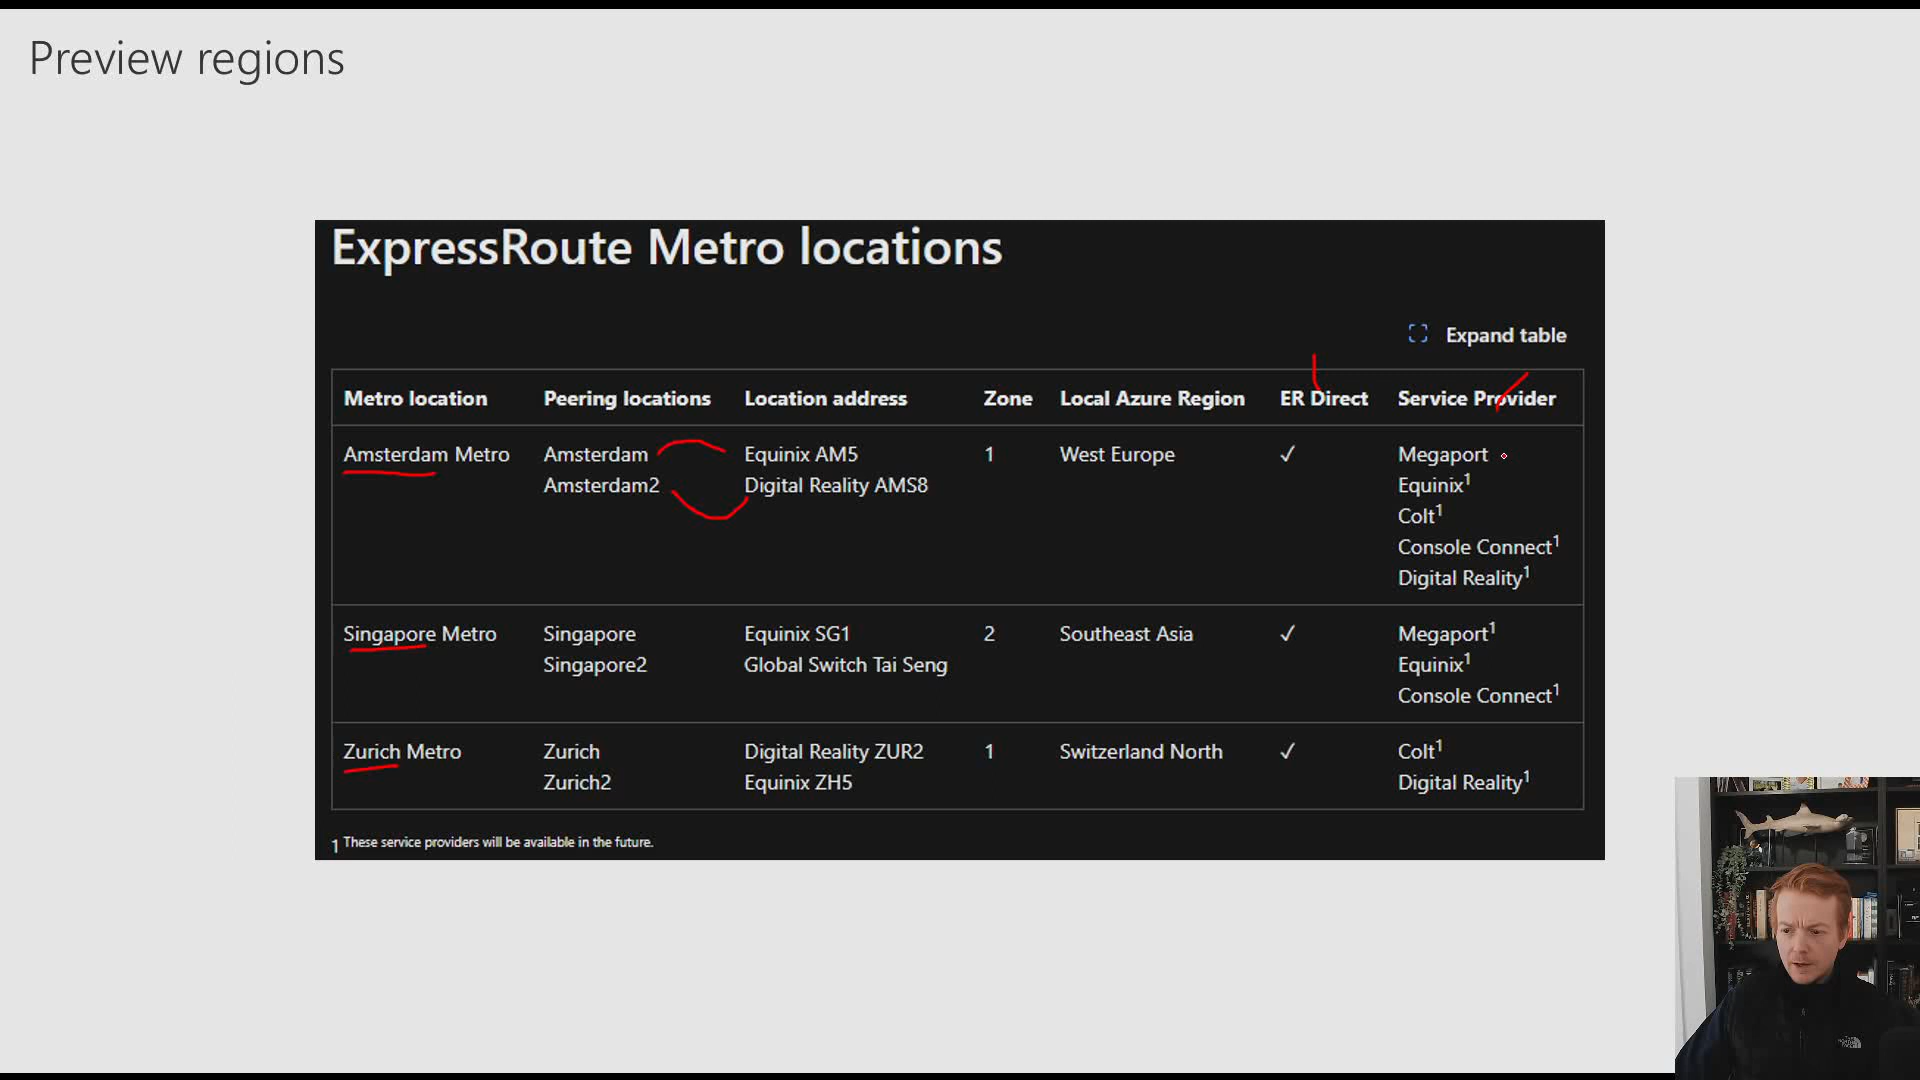 Preview regions
ExpressRoute Metro locations
Expand table
Metro location Peering locations Location address Zone Local Azure Region ER Direct Service Provider
Amsterdam Metro Amsterdam Equinix AM5 1 West Europe ✓ Megaport
Amsterdam2 Digital Reality AMS8 Equinix1
Colt1
Console Connect1
Digital Reality1
Singapore Metro Singapore Equinix SG1 2 Southeast Asia ✓ Megaport1
Singapore2 Global Switch Tai Seng Equinix1
Console Connect1
Zurich Metro Zurich Digital Reality ZUR2 1 Switzerland North ✓ Colt1
Zurich2 Equinix ZH5 Digital Reality1
1 These service providers will be available in the future.